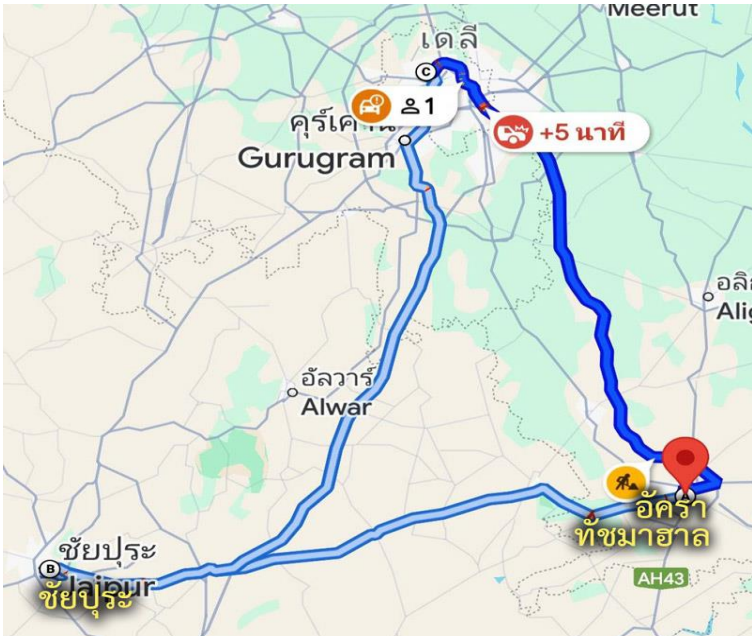 Meerut
เดลี
C
1
คุร์เคาน
Gurugram
+5 นาที
Alig
อัลวาร์
Alwar
อัครา
ทัชมาฮาล
ชัยปุระ
B
Jaipur
ชัยปุระ
AH43